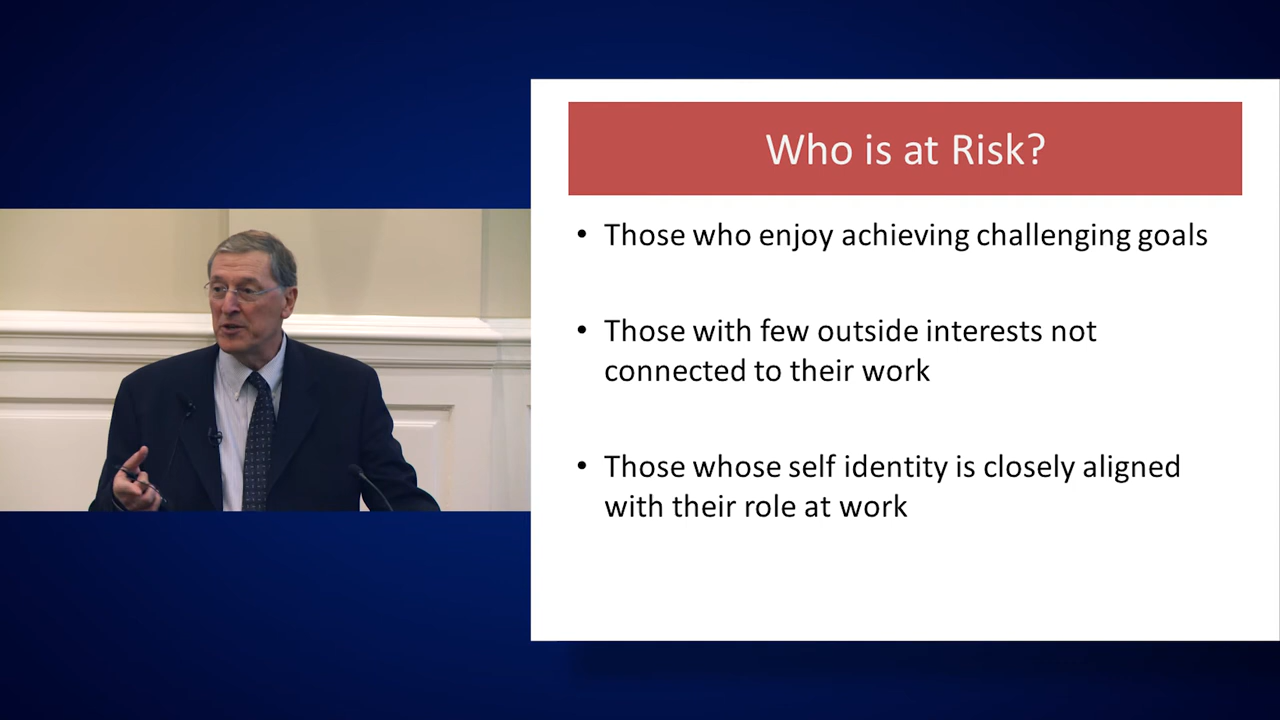 Who is at Risk?
• Those who enjoy achieving challenging goals
• Those with few outside interests not
connected to their work
• Those whose self identity is closely aligned
with their role at work